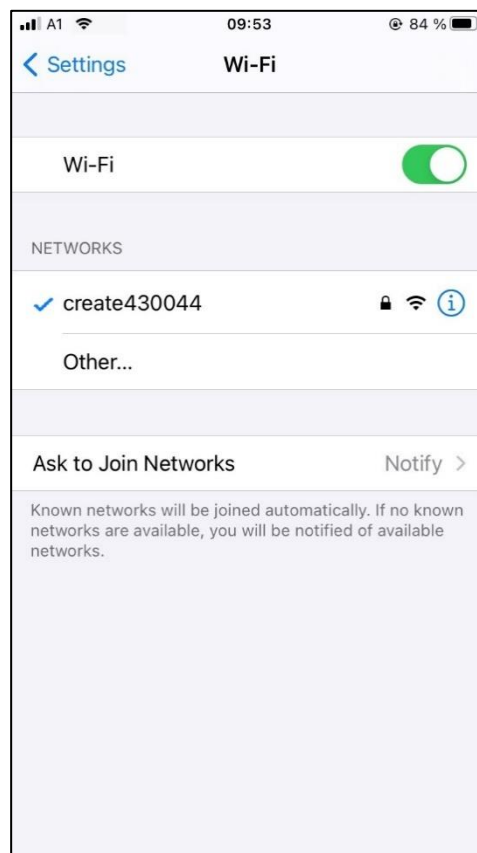 A1 09:53 84 %
Settings Wi-Fi
Wi-Fi
NETWORKS
create430044
Other...
Ask to Join Networks Notify
Known networks will be joined automatically. If no known
networks are available, you will be notified of available
networks.